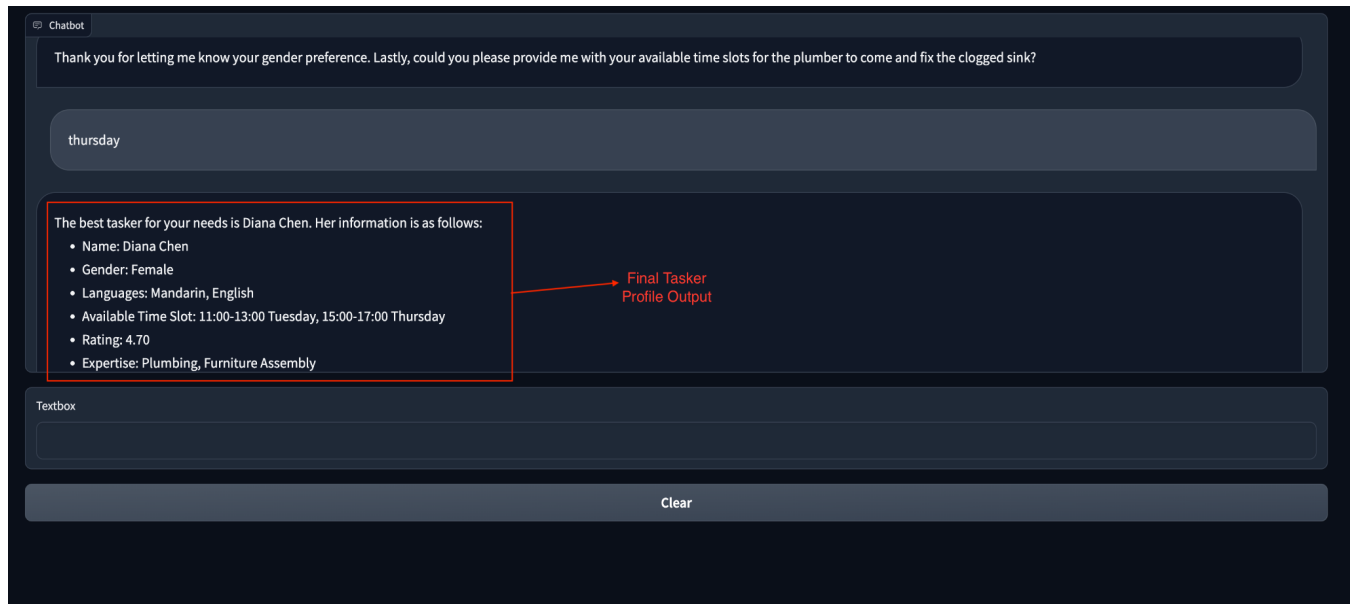 Chatbot
Thank you for letting me know your gender preference. Lastly, could you please provide me with your available time slots for the plumber to come and fix the clogged sink?
thursday
The best tasker for your needs is Diana Chen. Her information is as follows:
• Name: Diana Chen
• Gender: Female
• Languages: Mandarin, English
• Available Time Slot: 11:00-13:00 Tuesday, 15:00-17:00 Thursday
• Rating: 4.70
• Expertise: Plumbing, Furniture Assembly
Final Tasker
Profile Output
Textbox
Clear